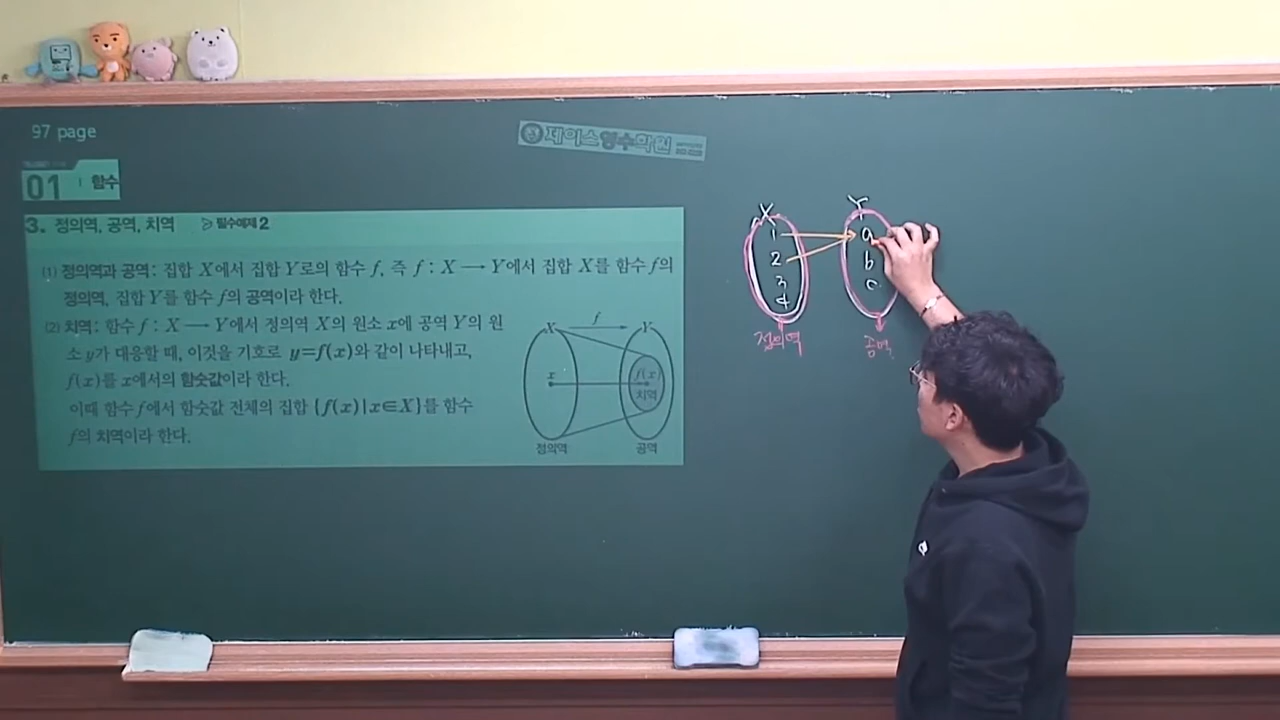 97 page
제이스영수학원
01 함수
3. 정의역, 공역, 치역 필수예제 2
(1) 정의역과 공역: 집합 X에서 집합 Y로의 함수 f, 즉 f : X ⟶ Y에서 집합 X를 함수 f의
정의역, 집합 Y를 함수 f의 공역이라 한다.
(2) 치역: 함수 f : X ⟶ Y에서 정의역 X의 원소 x에 공역 Y의 원
소 y가 대응할 때, 이것을 기호로 y=f(x)와 같이 나타내고,
f(x)를 x에서의 함숫값이라 한다.
이때 함수 f에서 함숫값 전체의 집합 {f(x)|x∈X}를 함수
f의 치역이라 한다.
X f Y
x f(x)
치역
정의역 공역
X Y
1 a
2 b
3 c
4
정의역 공역